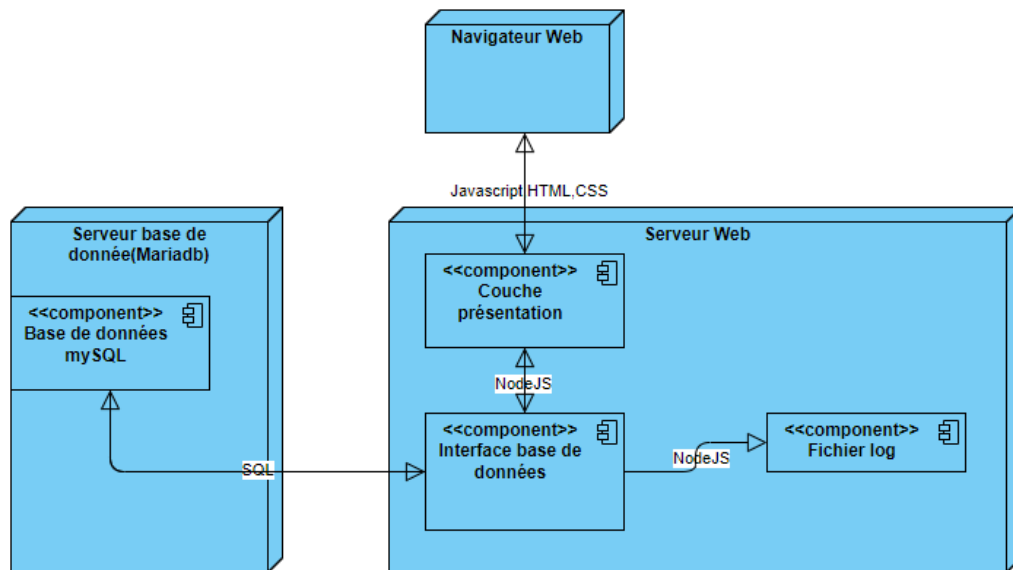 Navigateur Web
Javascript,HTML,CSS
Serveur base de
donnée(Mariadb)
<<component>>
Base de données
mySQL
SQL
Serveur Web
<<component>>
Couche
présentation
NodeJS
<<component>>
Interface base de
données
NodeJS
<<component>>
Fichier log